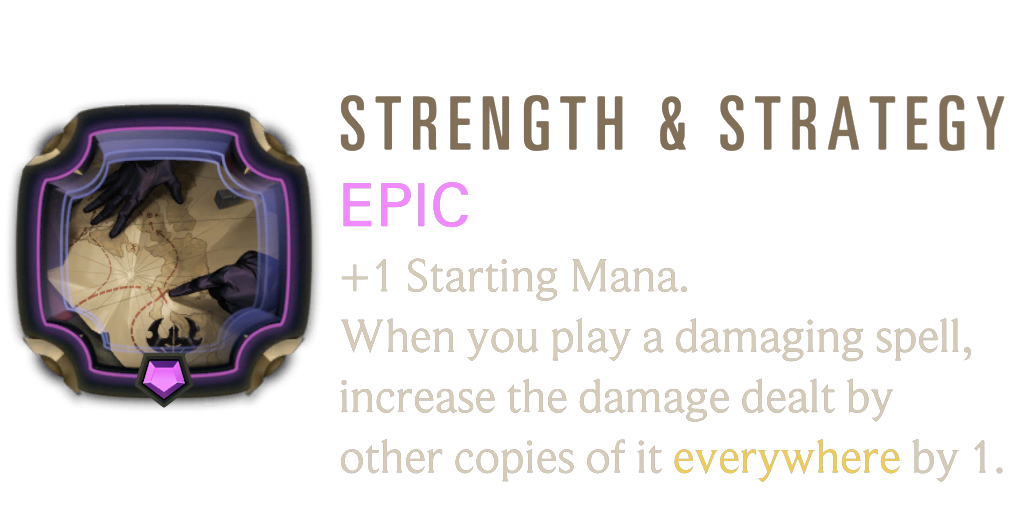 STRENGTH & STRATEGY
EPIC
+1 Starting Mana.
When you play a damaging spell,
increase the damage dealt by
other copies of it everywhere by 1.